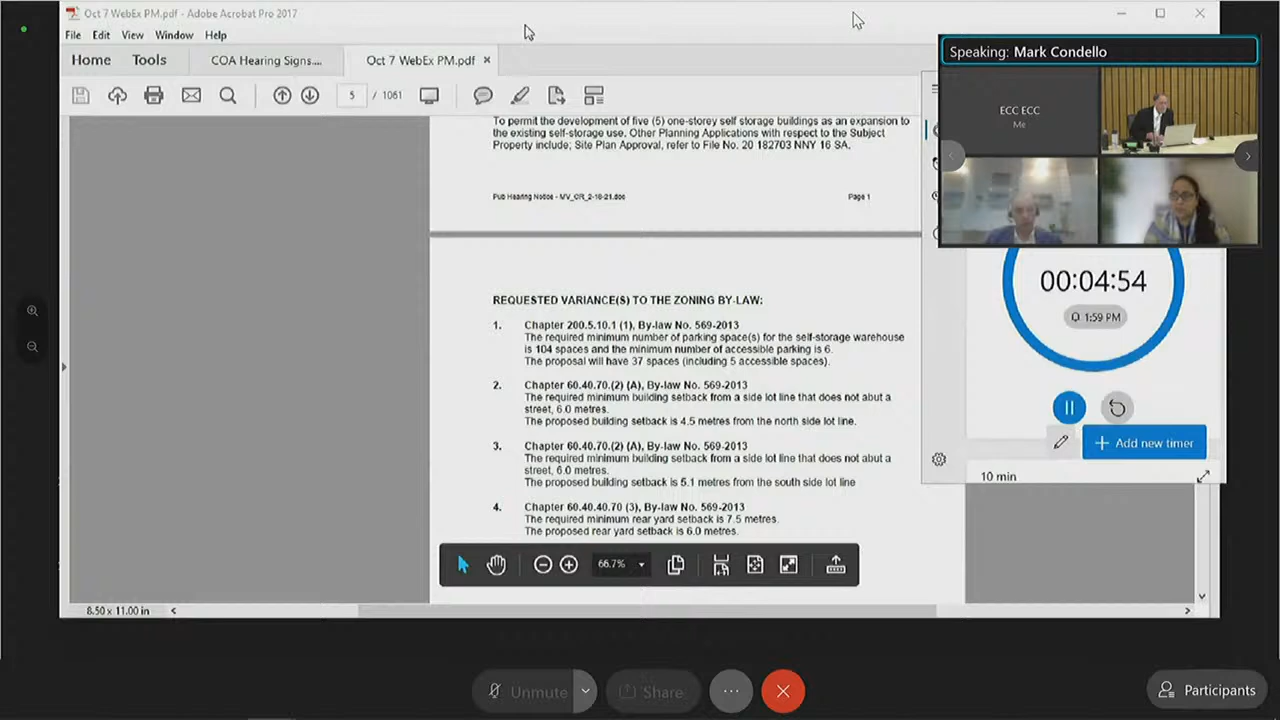 Oct 7 WebEx PM.pdf - Adobe Acrobat Pro 2017
File Edit View Window Help
Home Tools COA Hearing Signs.... Oct 7 WebEx PM.pdf ×
5 / 1061
Speaking: Mark Condello
ECC ECC
Me
To permit the development of five (5) one-storey self storage buildings as an expansion to
the existing self-storage use. Other Planning Applications with respect to the Subject
Property include; Site Plan Approval, refer to File No. 20 182703 NNY 16 SA.
Pub Hearing Notice - MV_CR_2-18-21.doc Page 1
00:04:54
1:59 PM
Add new timer
10 min
REQUESTED VARIANCE(S) TO THE ZONING BY-LAW:
1. Chapter 200.5.10.1 (1), By-law No. 569-2013
The required minimum number of parking space(s) for the self-storage warehouse
is 104 spaces and the minimum number of accessible parking is 6.
The proposal will have 37 spaces (including 5 accessible spaces).
2. Chapter 60.40.70.(2) (A), By-law No. 569-2013
The required minimum building setback from a side lot line that does not abut a
street, 6.0 metres.
The proposed building setback is 4.5 metres from the north side lot line.
3. Chapter 60.40.70.(2) (A), By-law No. 569-2013
The required minimum building setback from a side lot line that does not abut a
street, 6.0 metres.
The proposed building setback is 5.1 metres from the south side lot line
4. Chapter 60.40.40.70 (3), By-law No. 569-2013
The required minimum rear yard setback is 7.5 metres.
The proposed rear yard setback is 6.0 metres.
66.7%
8.50 x 11.00 in
Unmute Share
Participants